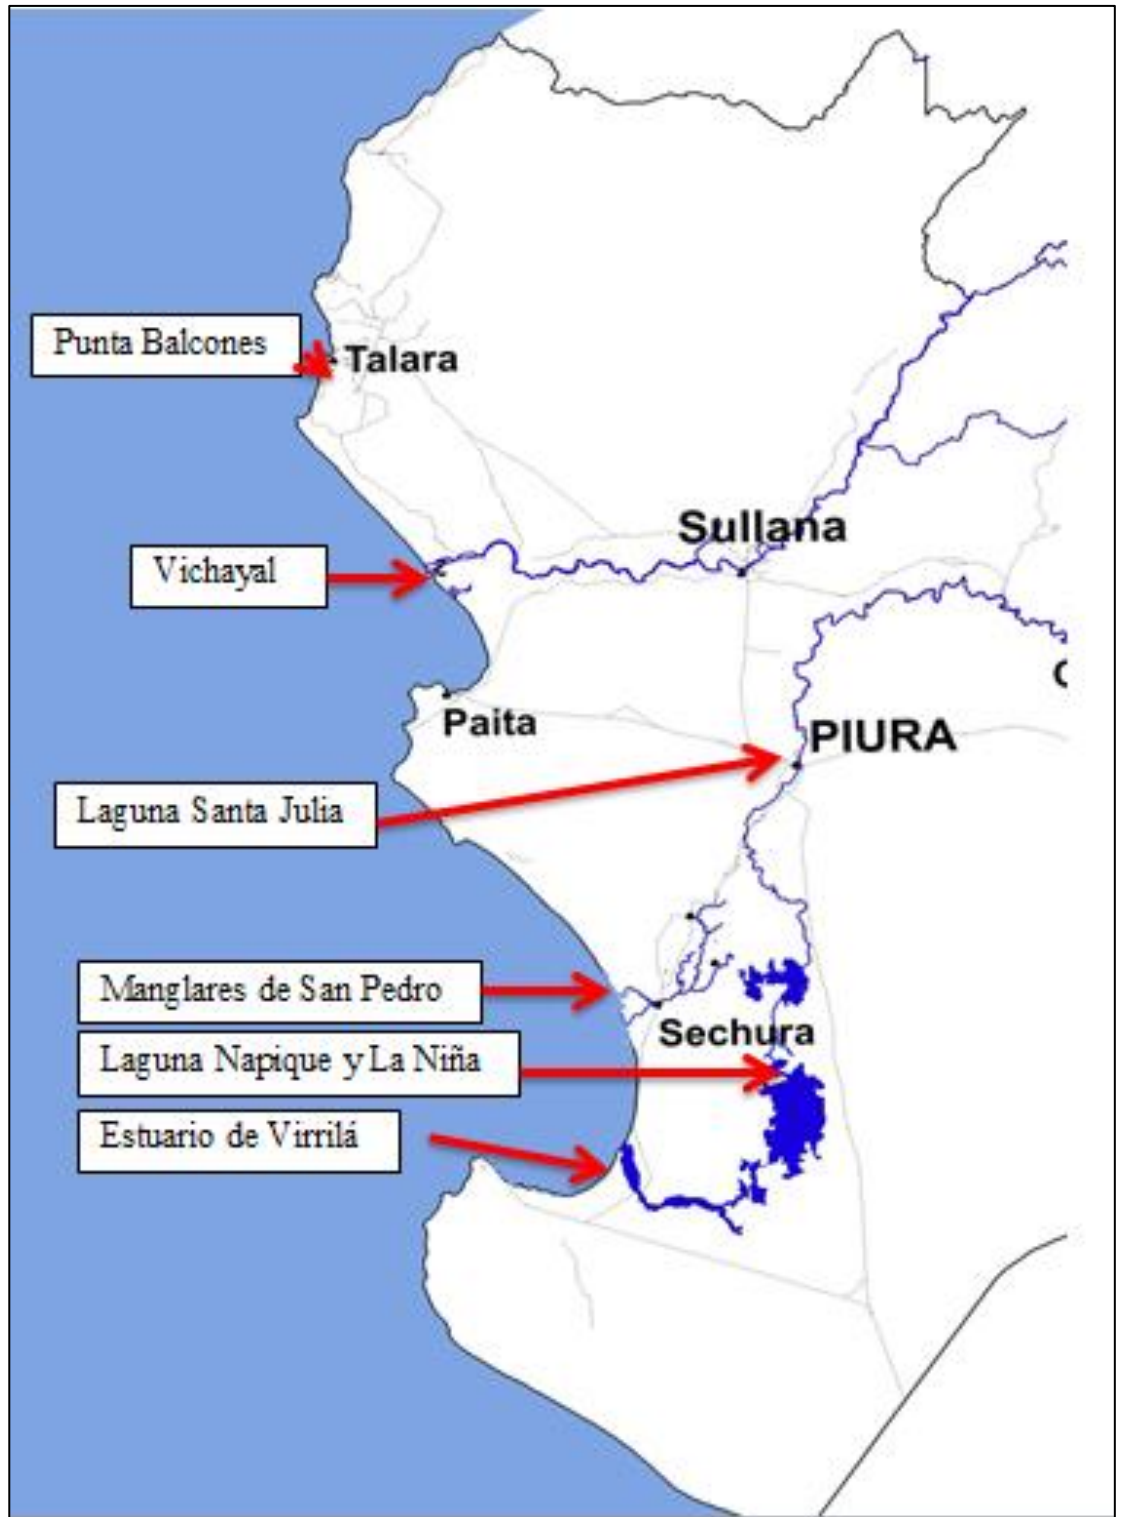 Punta Balcones
Talara
Sullana
Vichayal
Paita
PIURA
Laguna Santa Julia
Manglares de San Pedro
Sechura
Laguna Napique y La Niña
Estuario de Virrilá